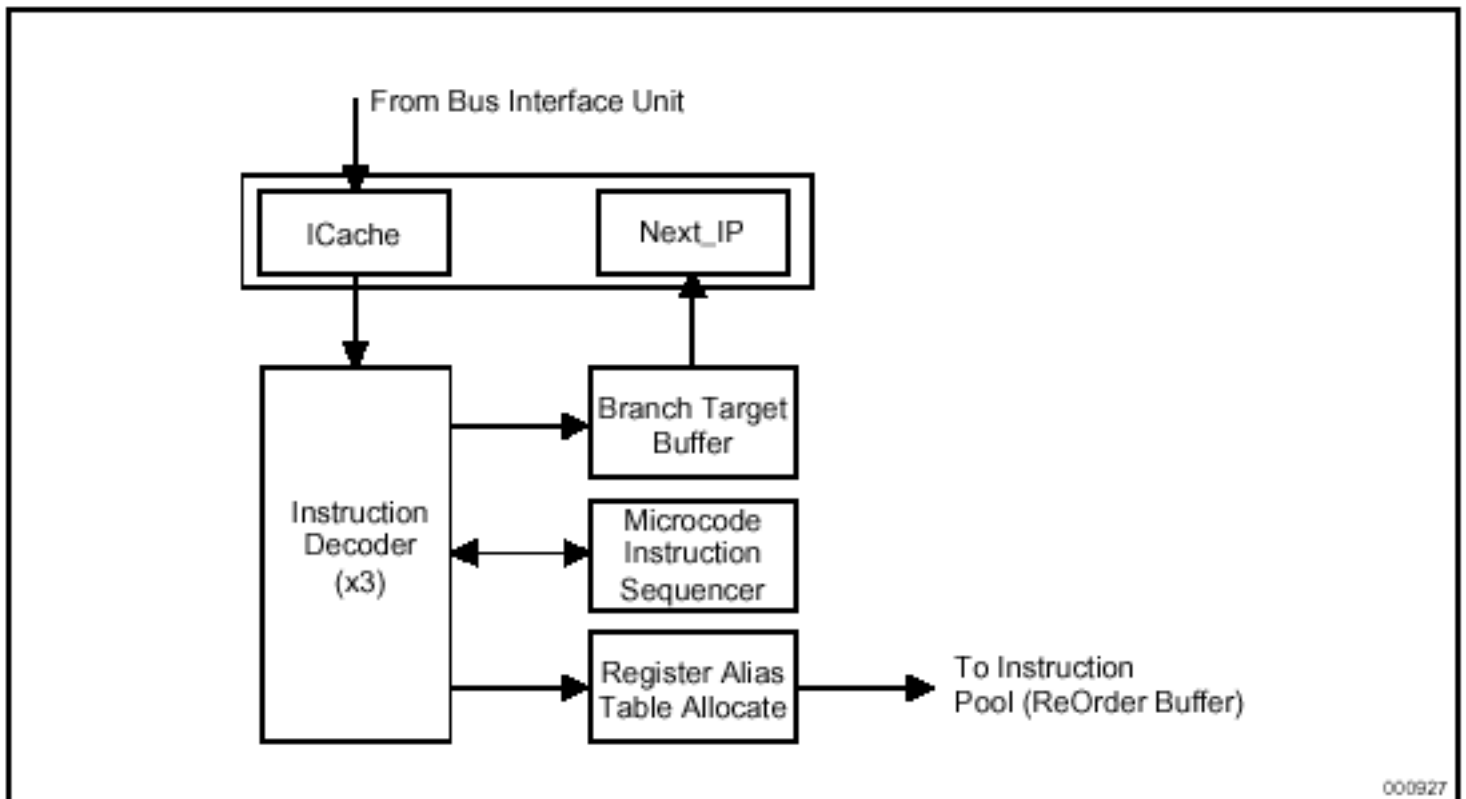 From Bus Interface Unit
ICache
Next_IP
Branch Target
Buffer
Instruction
Decoder
(x3)
Microcode
Instruction
Sequencer
Register Alias
Table Allocate
To Instruction
Pool (ReOrder Buffer)
000927